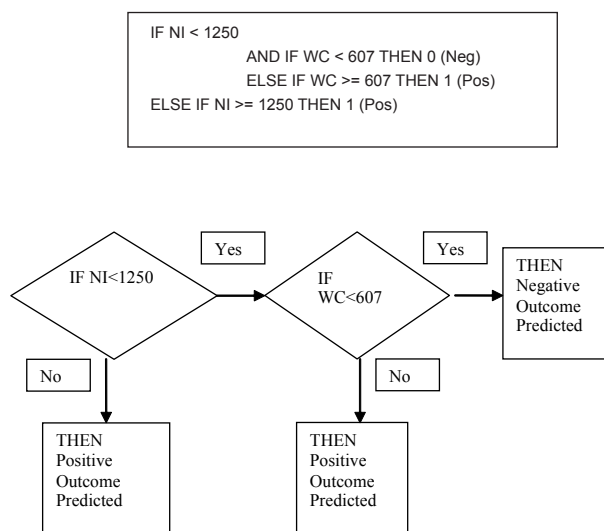 IF NI < 1250
AND IF WC < 607 THEN 0 (Neg)
ELSE IF WC >= 607 THEN 1 (Pos)
ELSE IF NI >= 1250 THEN 1 (Pos)
Yes
Yes
IF NI<1250
IF
WC<607
THEN
Negative
Outcome
Predicted
No
No
THEN
Positive
Outcome
Predicted
THEN
Positive
Outcome
Predicted